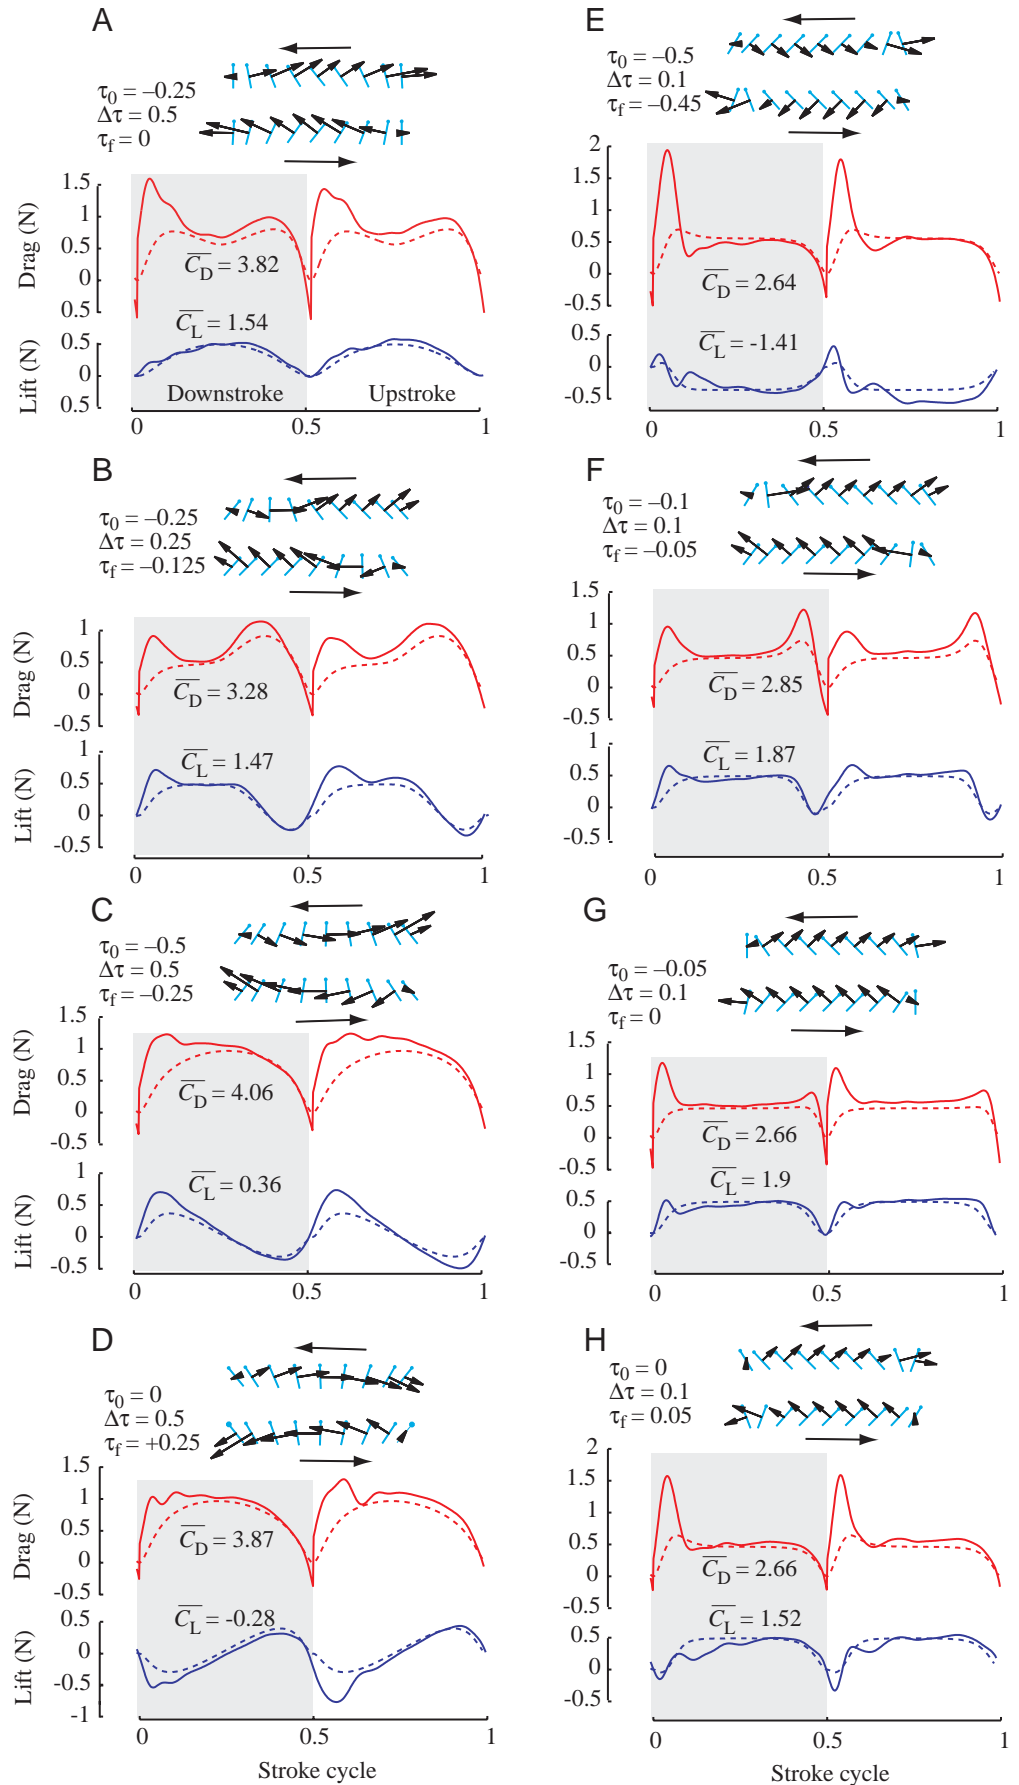 A
τ0 = –0.25
Δτ = 0.5
τf = 0
1.5
1
0.5
0
0.5
Drag (N)
C̅D̅ = 3.82
C̅L̅ = 1.54
0.5
0
0.5
Lift (N)
Downstroke
Upstroke
0
0.5
1
B
τ0 = –0.25
Δτ = 0.25
τf = –0.125
1
0.5
0
-0.5
Drag (N)
C̅D̅ = 3.28
1
0.5
0
-0.5
Lift (N)
C̅L̅ = 1.47
0
0.5
1
C
τ0 = –0.5
Δτ = 0.5
τf = –0.25
1.5
1
0.5
0
-0.5
Drag (N)
C̅D̅ = 4.06
1
0.5
0
-0.5
Lift (N)
C̅L̅ = 0.36
0
0.5
1
D
τ0 = 0
Δτ = 0.5
τf = +0.25
1.5
1
0.5
0
-0.5
Drag (N)
C̅D̅ = 3.87
0.5
0
-0.5
-1
Lift (N)
C̅L̅ = -0.28
0
0.5
1
Stroke cycle
E
τ0 = –0.5
Δτ = 0.1
τf = –0.45
2
1.5
1
0.5
0
-0.5
C̅D̅ = 2.64
0.5
0
-0.5
C̅L̅ = -1.41
0
0.5
1
F
τ0 = –0.1
Δτ = 0.1
τf = –0.05
1.5
1
0.5
0
-0.5
C̅D̅ = 2.85
1
0.5
0
-0.5
C̅L̅ = 1.87
0
0.5
1
G
τ0 = –0.05
Δτ = 0.1
τf = 0
1.5
1
0.5
0
-0.5
C̅D̅ = 2.66
C̅L̅ = 1.9
0.5
0
-0.5
0
0.5
1
H
τ0 = 0
Δτ = 0.1
τf = 0.05
2
1.5
1
0.5
0
-0.5
C̅D̅ = 2.66
C̅L̅ = 1.52
0.5
0
-0.5
0
0.5
1
Stroke cycle